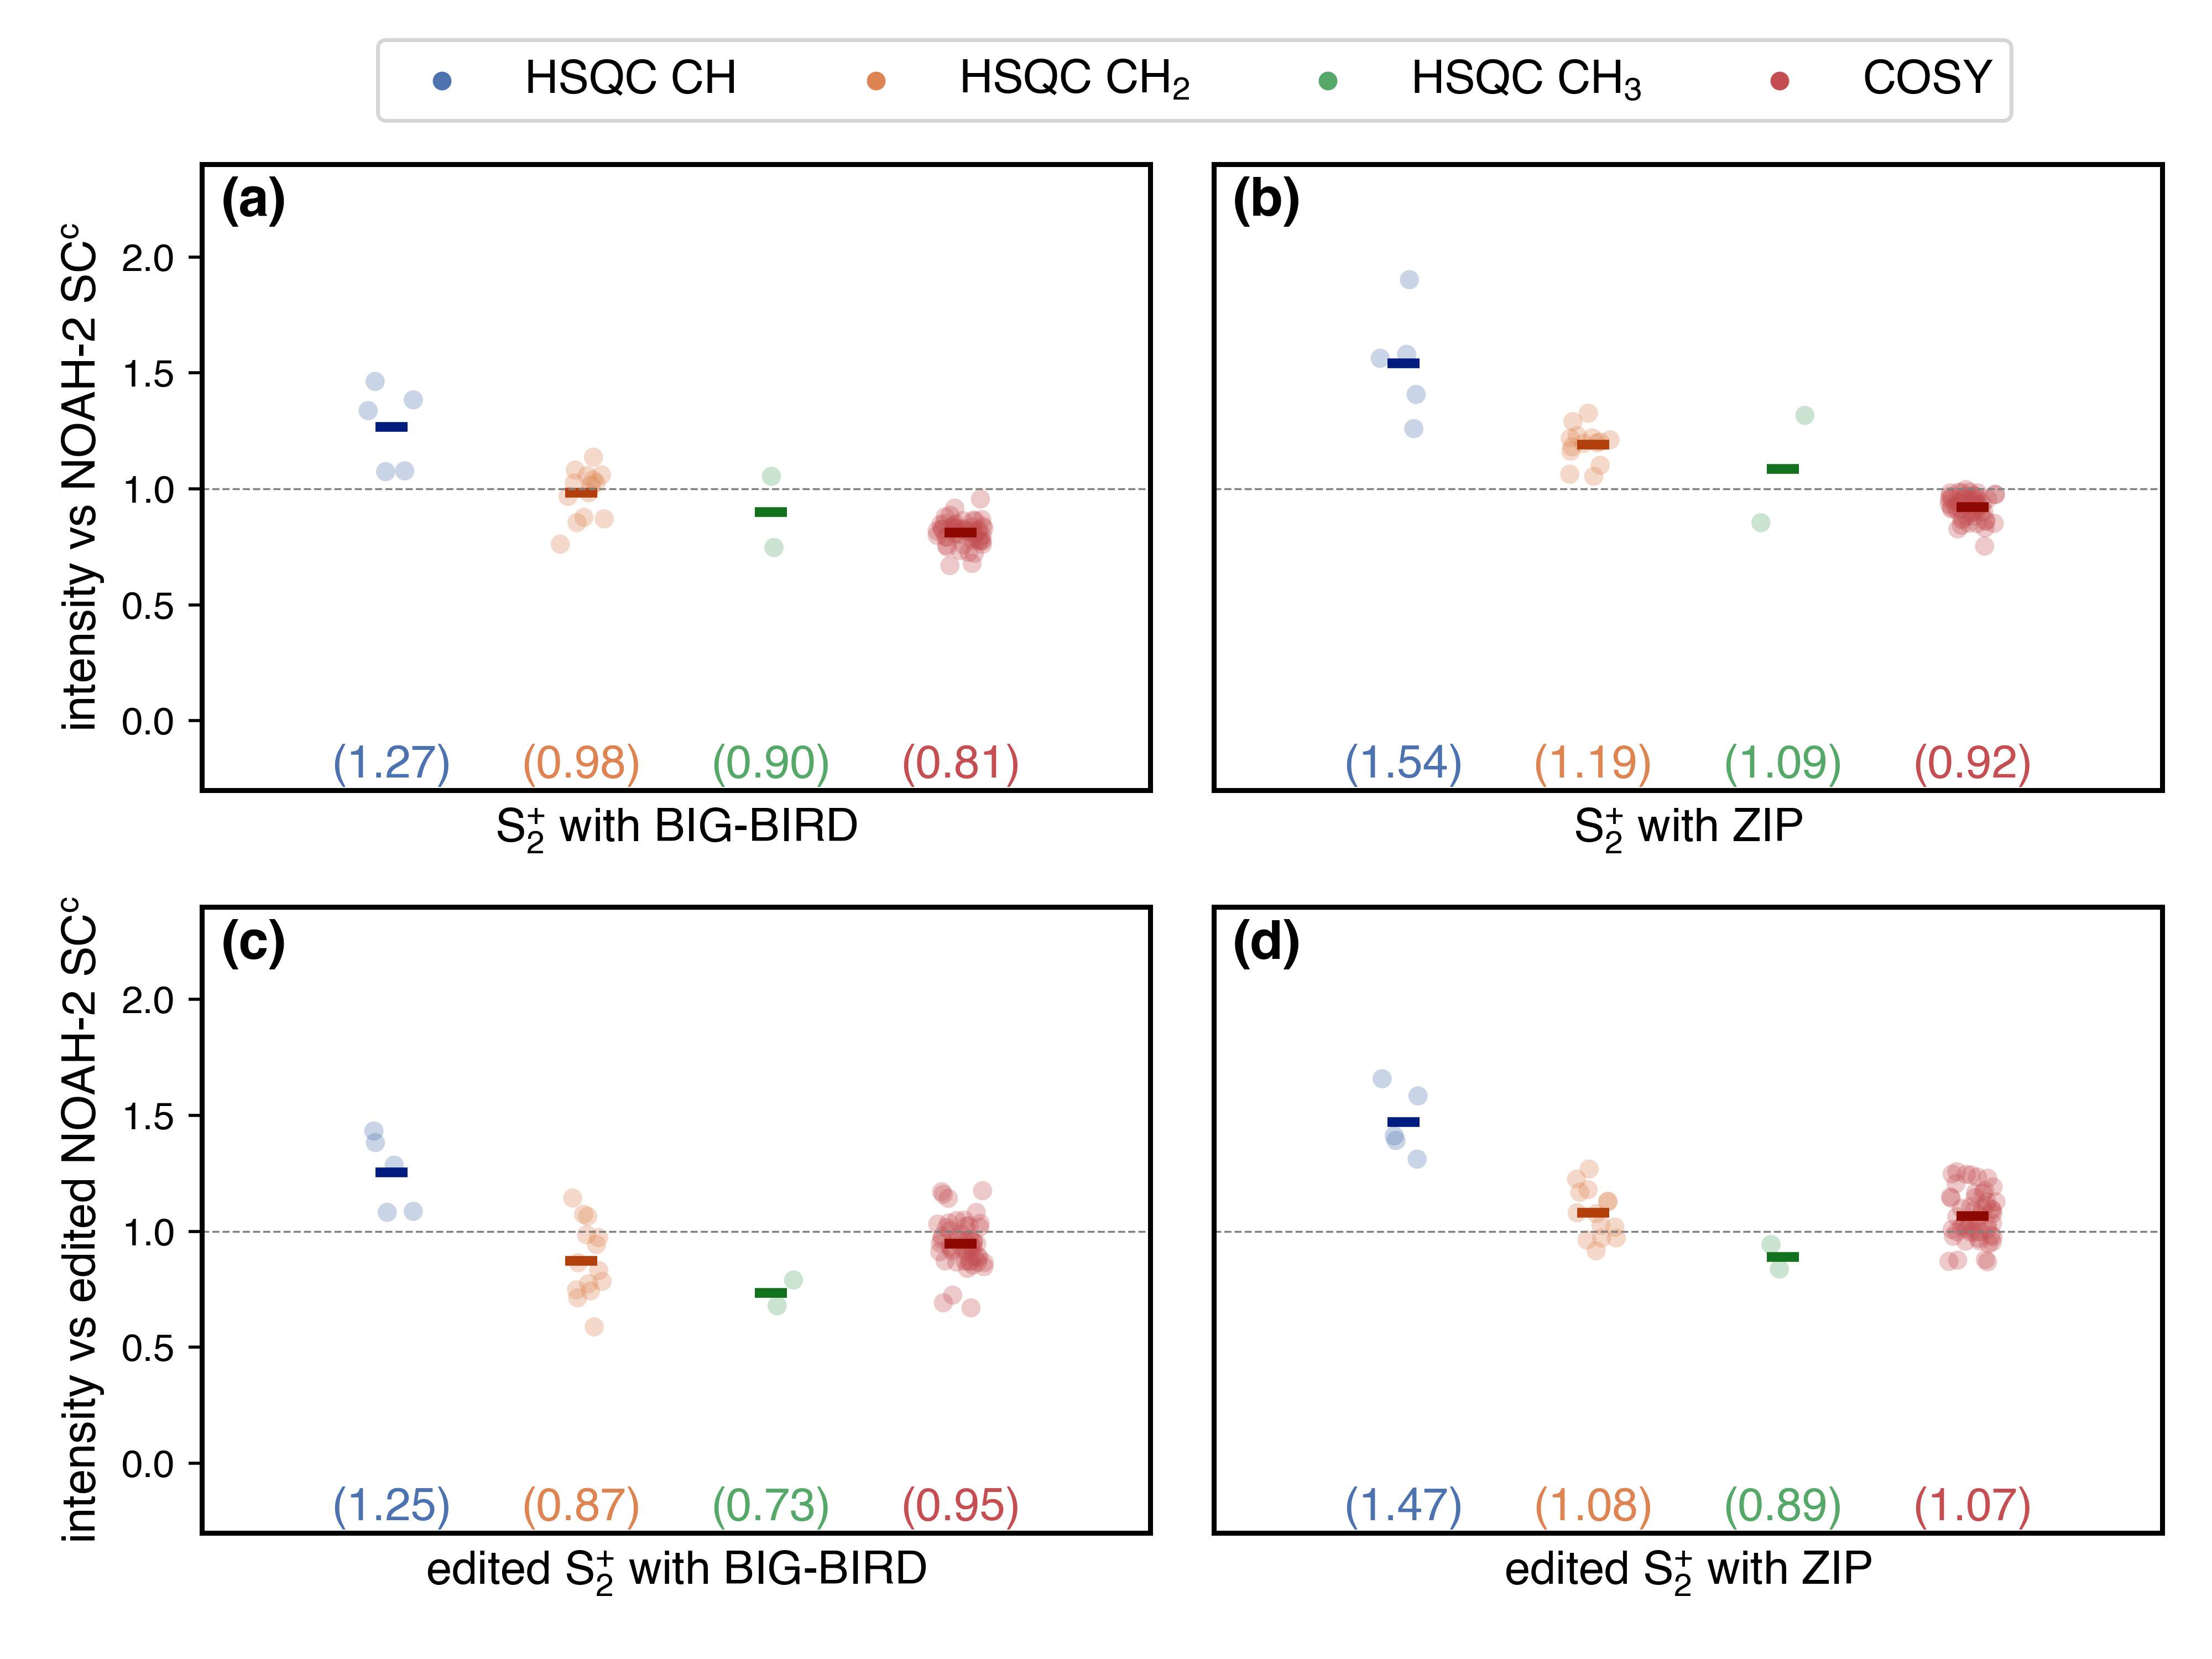 HSQC CH HSQC CH₂ HSQC CH₃ COSY
(a)
intensity vs NOAH-2 SCᶜ
2.0
1.5
1.0
0.5
0.0
(1.27) (0.98) (0.90) (0.81)
S₂⁺ with BIG-BIRD
(b)
(1.54) (1.19) (1.09) (0.92)
S₂⁺ with ZIP
(c)
intensity vs edited NOAH-2 SCᶜ
2.0
1.5
1.0
0.5
0.0
(1.25) (0.87) (0.73) (0.95)
edited S₂⁺ with BIG-BIRD
(d)
(1.47) (1.08) (0.89) (1.07)
edited S₂⁺ with ZIP